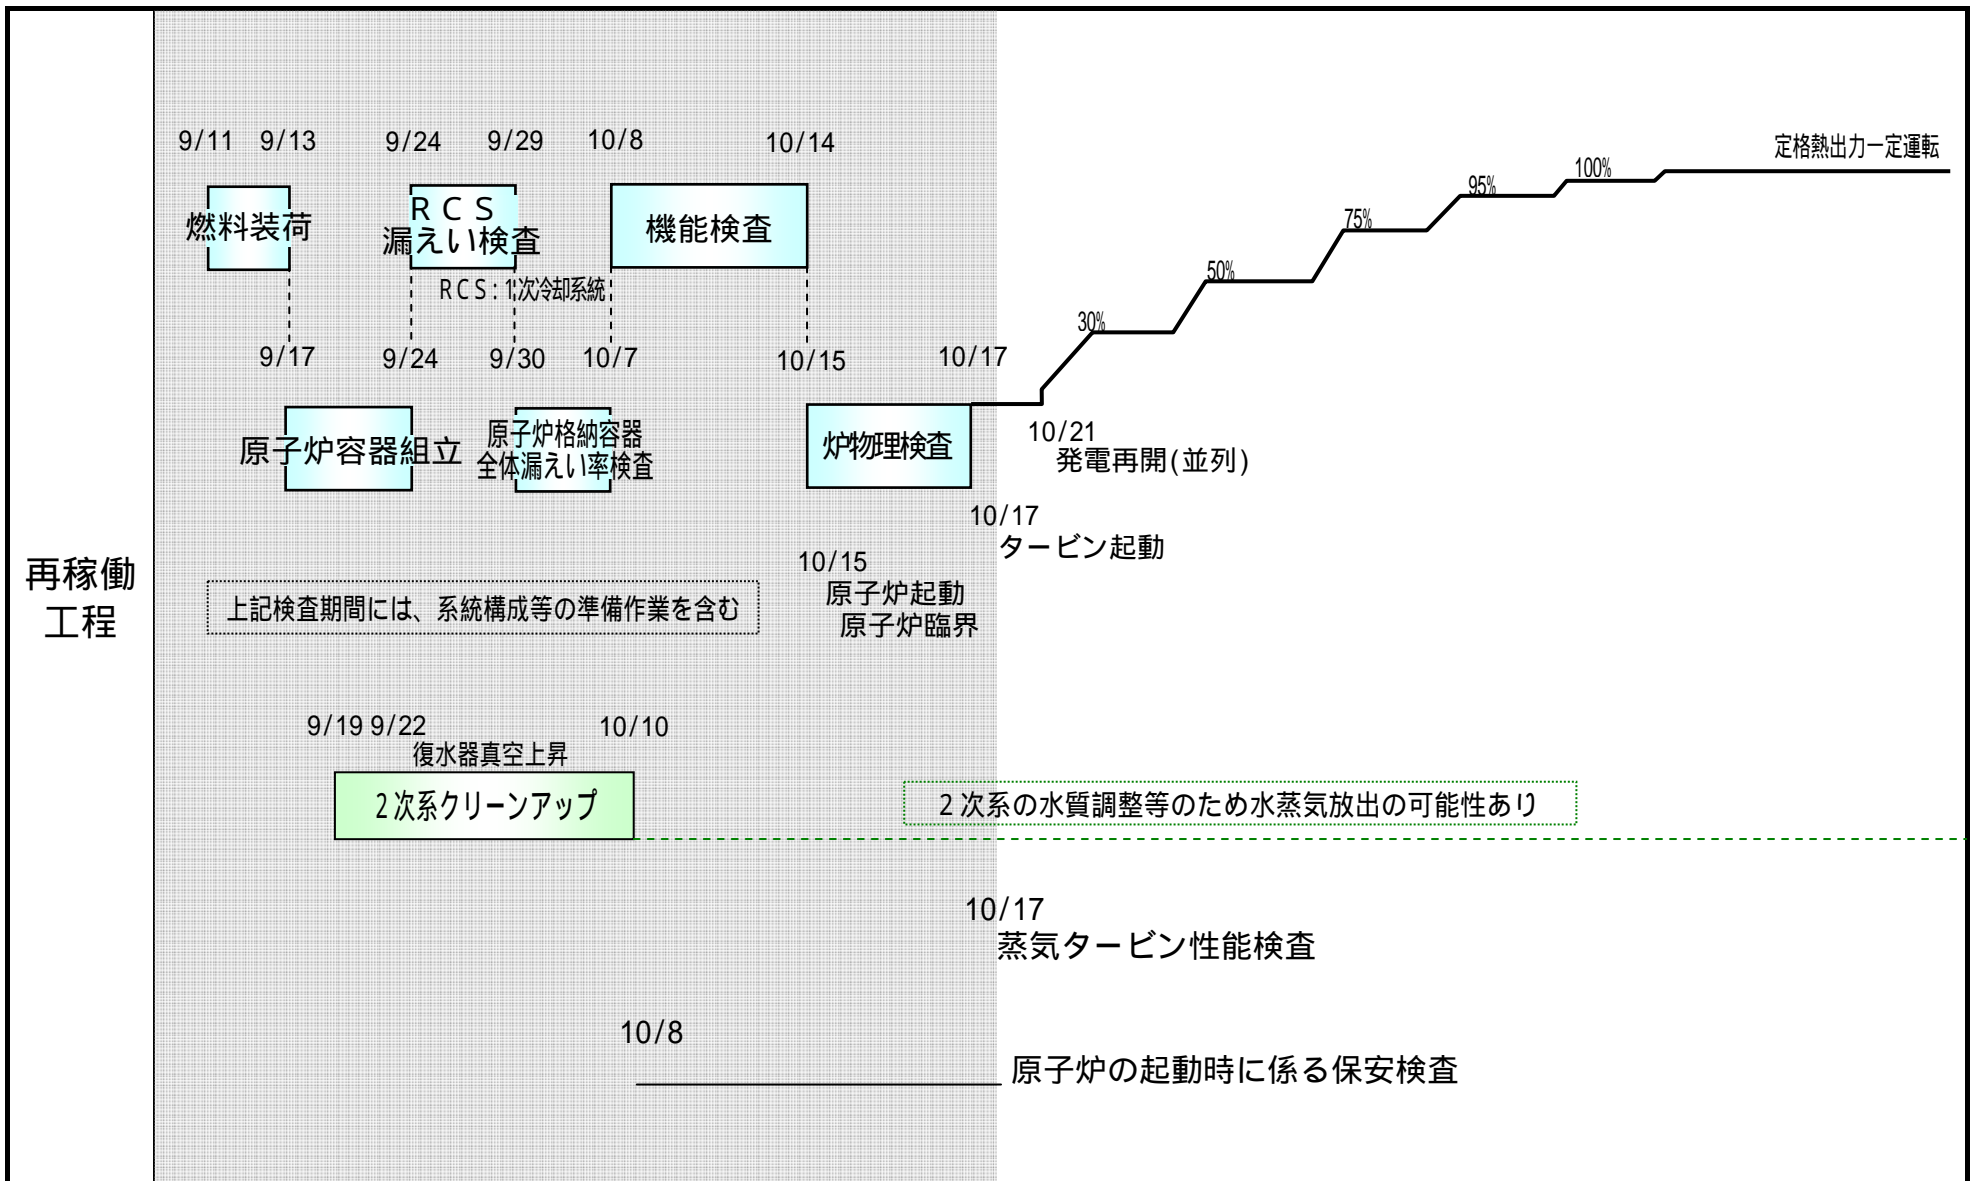 9/11 9/13 9/24 9/29 10/8 10/14
燃料装荷
RCS
漏えい検査
機能検査
RCS:1次冷却系統
定格熱出力一定運転
100%
95%
75%
50%
30%
9/17 9/24 9/30 10/7 10/15 10/17
原子炉容器組立
原子炉格納容器
全体漏えい率検査
炉物理検査
10/21
発電再開(並列)
10/17
タービン起動
10/15
原子炉起動
原子炉臨界
再稼働
工程
上記検査期間には、系統構成等の準備作業を含む
9/19 9/22 10/10
復水器真空上昇
2次系クリーンアップ
2次系の水質調整等のため水蒸気放出の可能性あり
10/17
蒸気タービン性能検査
10/8
原子炉の起動時に係る保安検査